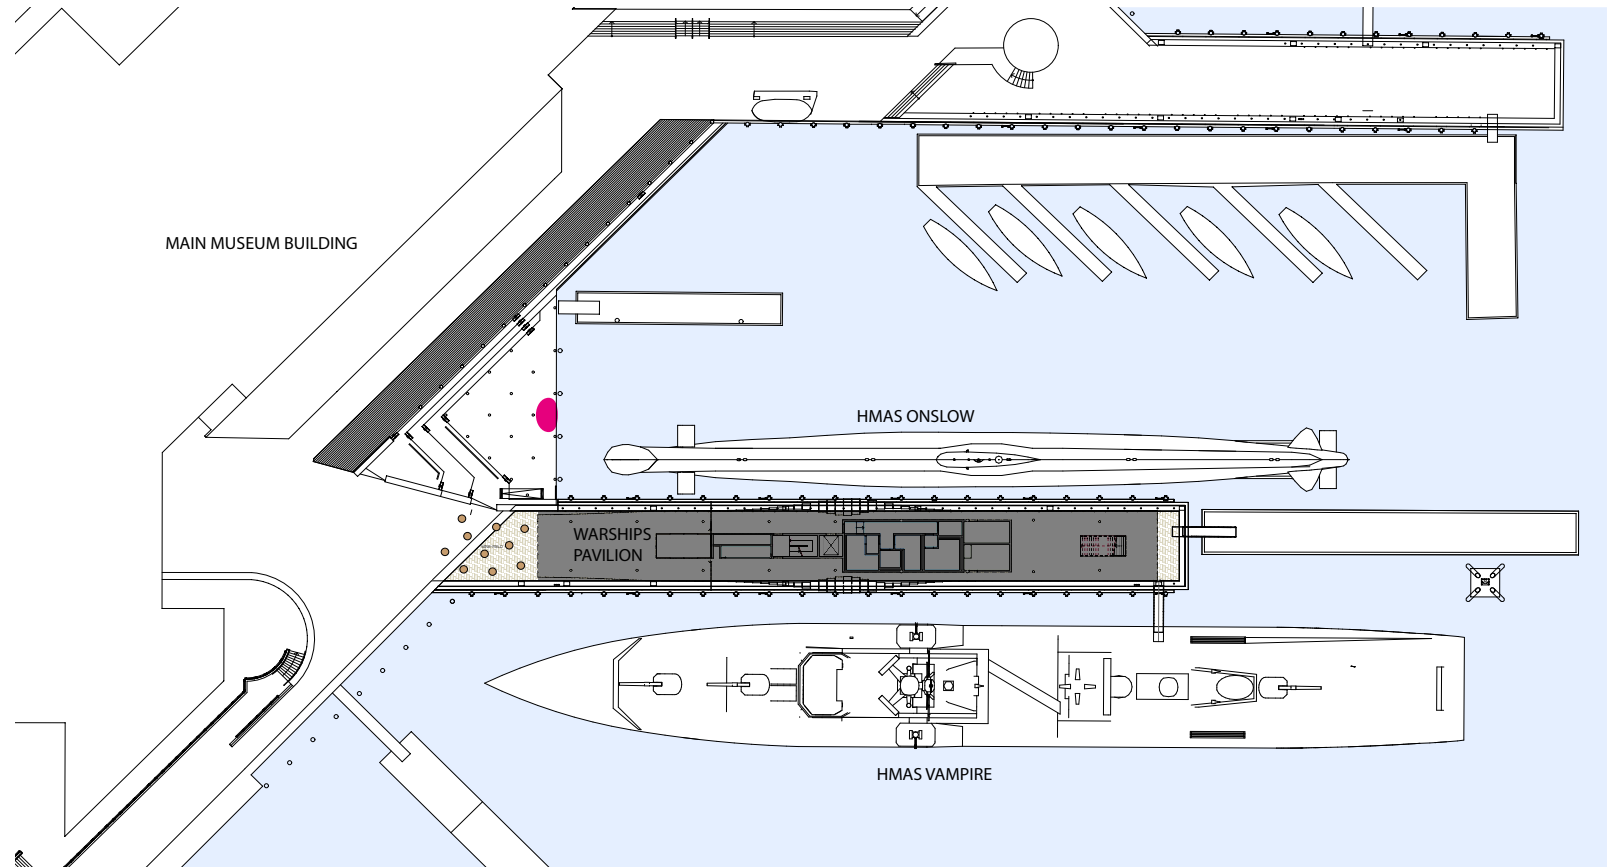 MAIN MUSEUM BUILDING
HMAS ONSLOW
WARSHIPS
PAVILION
HMAS VAMPIRE